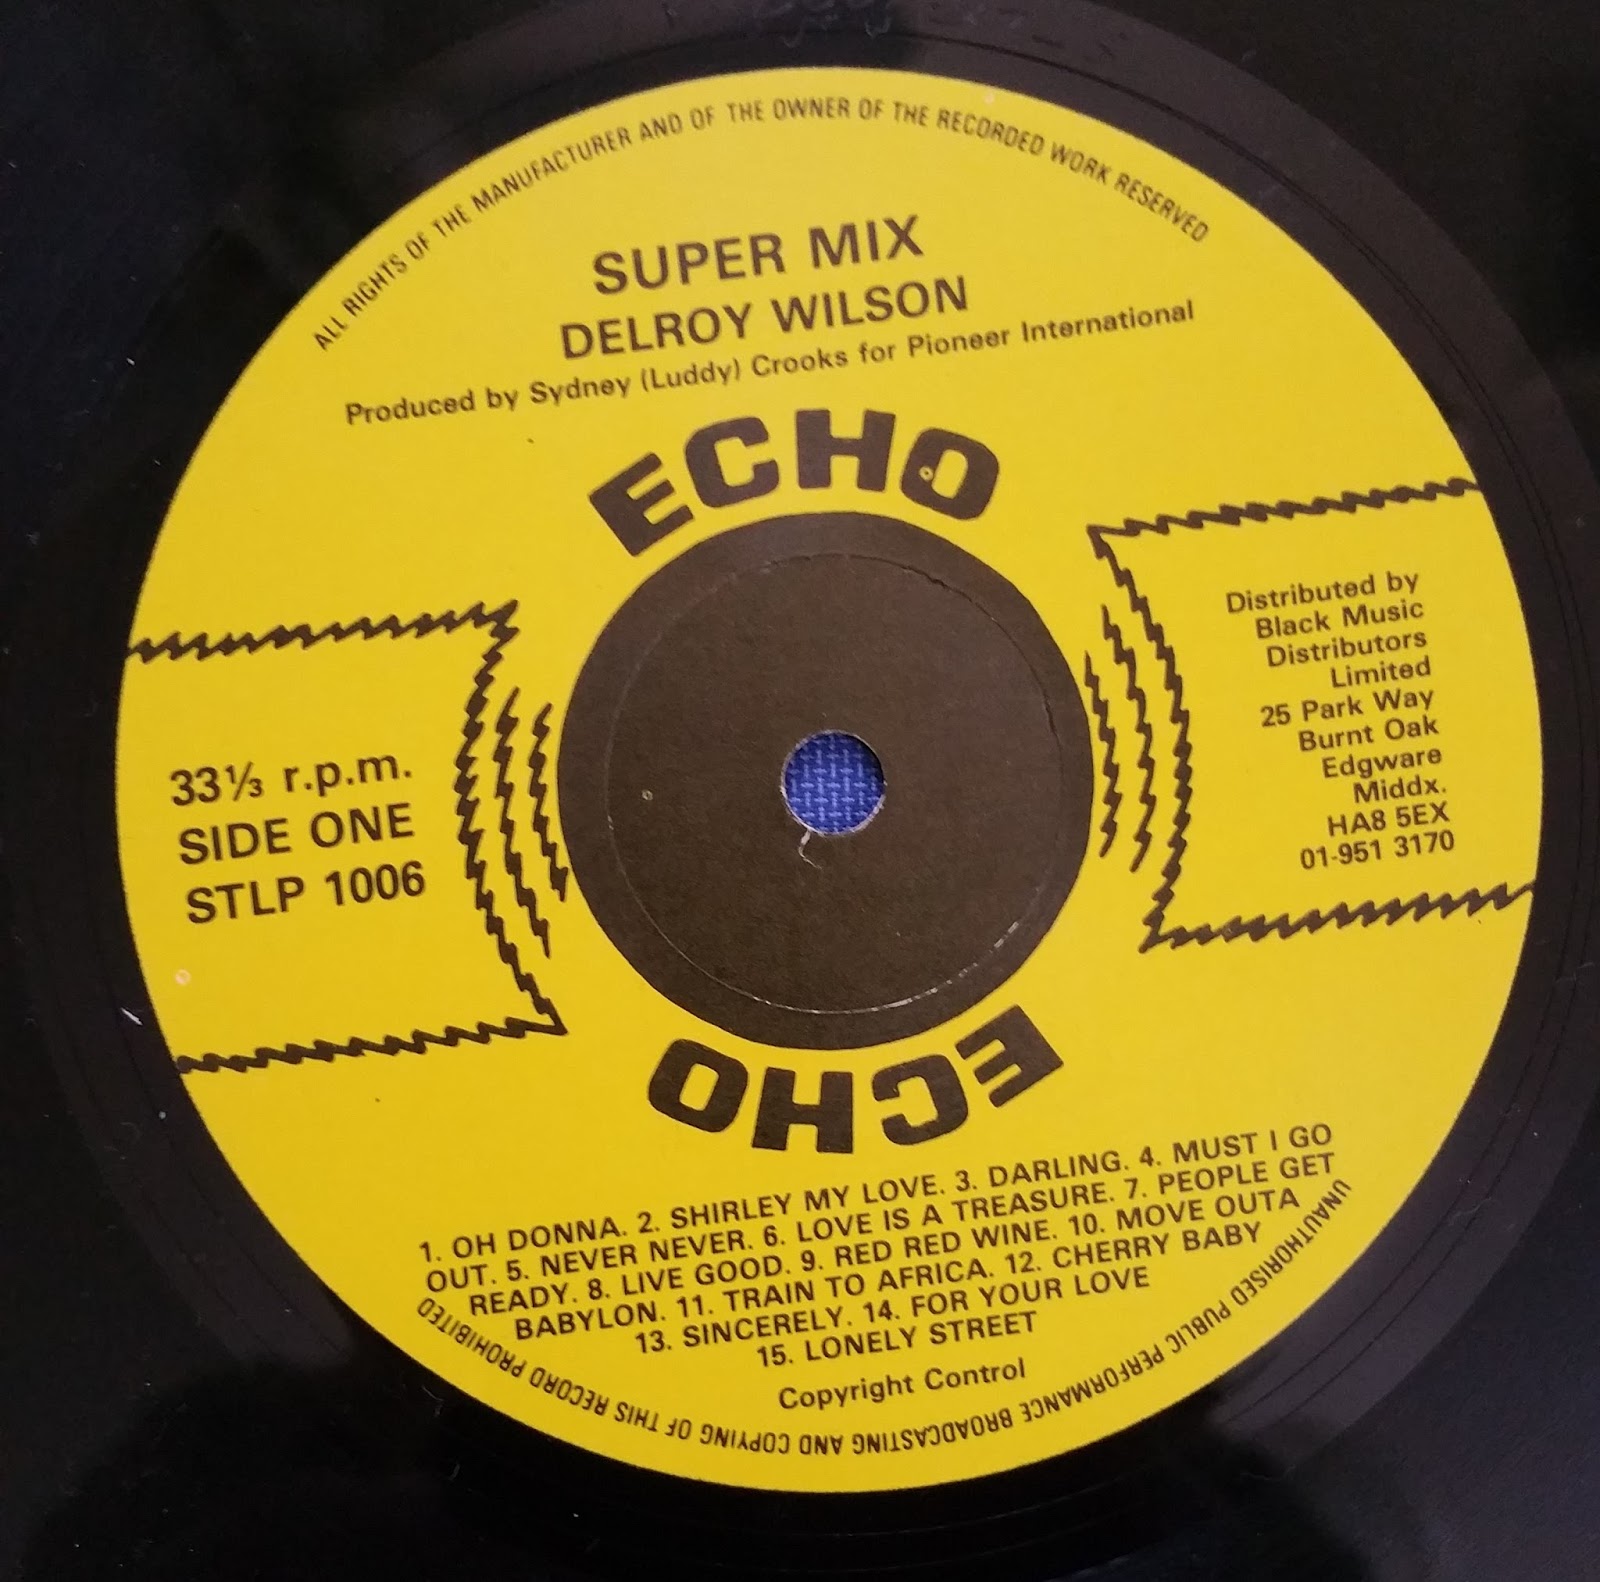 ALL RIGHTS OF THE MANUFACTURER AND OF THE OWNER OF THE RECORDED WORK RESERVED
SUPER MIX
DELROY WILSON
Produced by Sydney (Luddy) Crooks for Pioneer International
ECHO
33⅓ r.p.m.
SIDE ONE
STLP 1006
Distributed by
Black Music
Distributors
Limited
25 Park Way
Burnt Oak
Edgware
Middx.
HA8 5EX
01-951 3170
ECHO
1. OH DONNA. 2. SHIRLEY MY LOVE. 3. DARLING. 4. MUST I GO
OUT. 5. NEVER NEVER. 6. LOVE IS A TREASURE. 7. PEOPLE GET
READY. 8. LIVE GOOD. 9. RED RED WINE. 10. MOVE OUTA
BABYLON. 11. TRAIN TO AFRICA. 12. CHERRY BABY
13. SINCERELY. 14. FOR YOUR LOVE
15. LONELY STREET
Copyright Control
UNAUTHORISED PUBLIC PERFORMANCE BROADCASTING AND COPYING OF THIS RECORD PROHIBITED